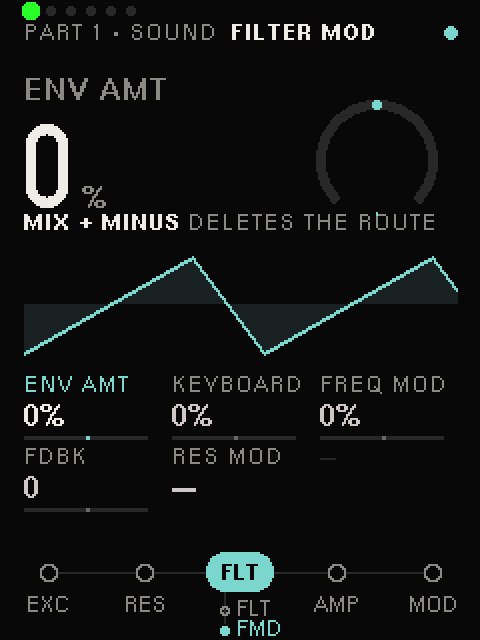 PART 1 · SOUND FILTER MOD
ENV AMT
0 %
MIX + MINUS DELETES THE ROUTE
ENV AMT KEYBOARD FREQ MOD
0% 0% 0%
FDBK RES MOD —
0 —
FLT
EXC RES FLT AMP MOD
FMD